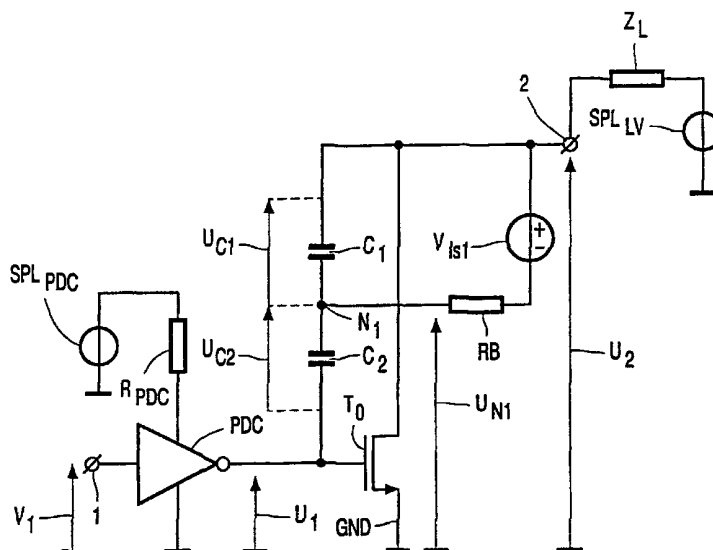 Z_L
2
SPL_LV
U_C1
C_1
V_ls1
+
−
SPL_PDC
N_1
RB
U_C2
C_2
U_2
R_PDC
T_0
U_N1
PDC
V_1
1
U_1
GND